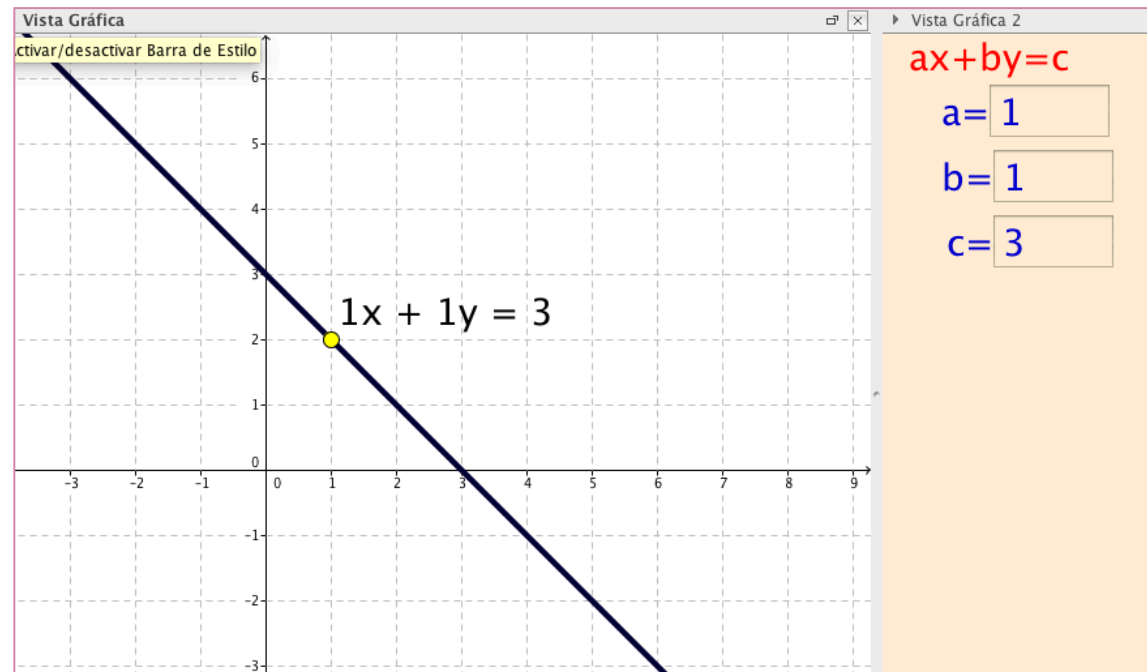 Vista Gráfica
ctivar/desactivar Barra de Estilo
6
5
4
3
2
1
0
-1
-2
-3
-3 -2 -1 0 1 2 3 4 5 6 7 8 9
1x + 1y = 3
Vista Gráfica 2
ax+by=c
a= 1
b= 1
c= 3